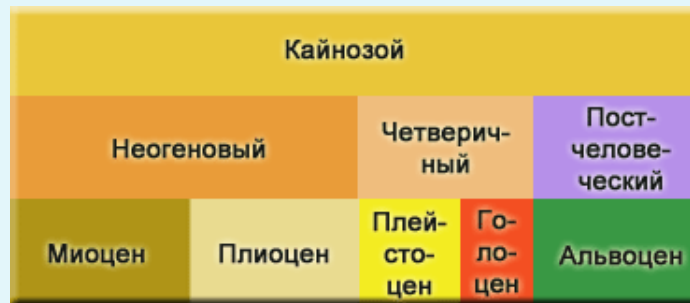 Кайнозой
Неогеновый
Четверич-
ный
Пост-
челове-
ческий
Миоцен
Плиоцен
Плей-
сто-
цен
Го-
ло-
цен
Альвоцен